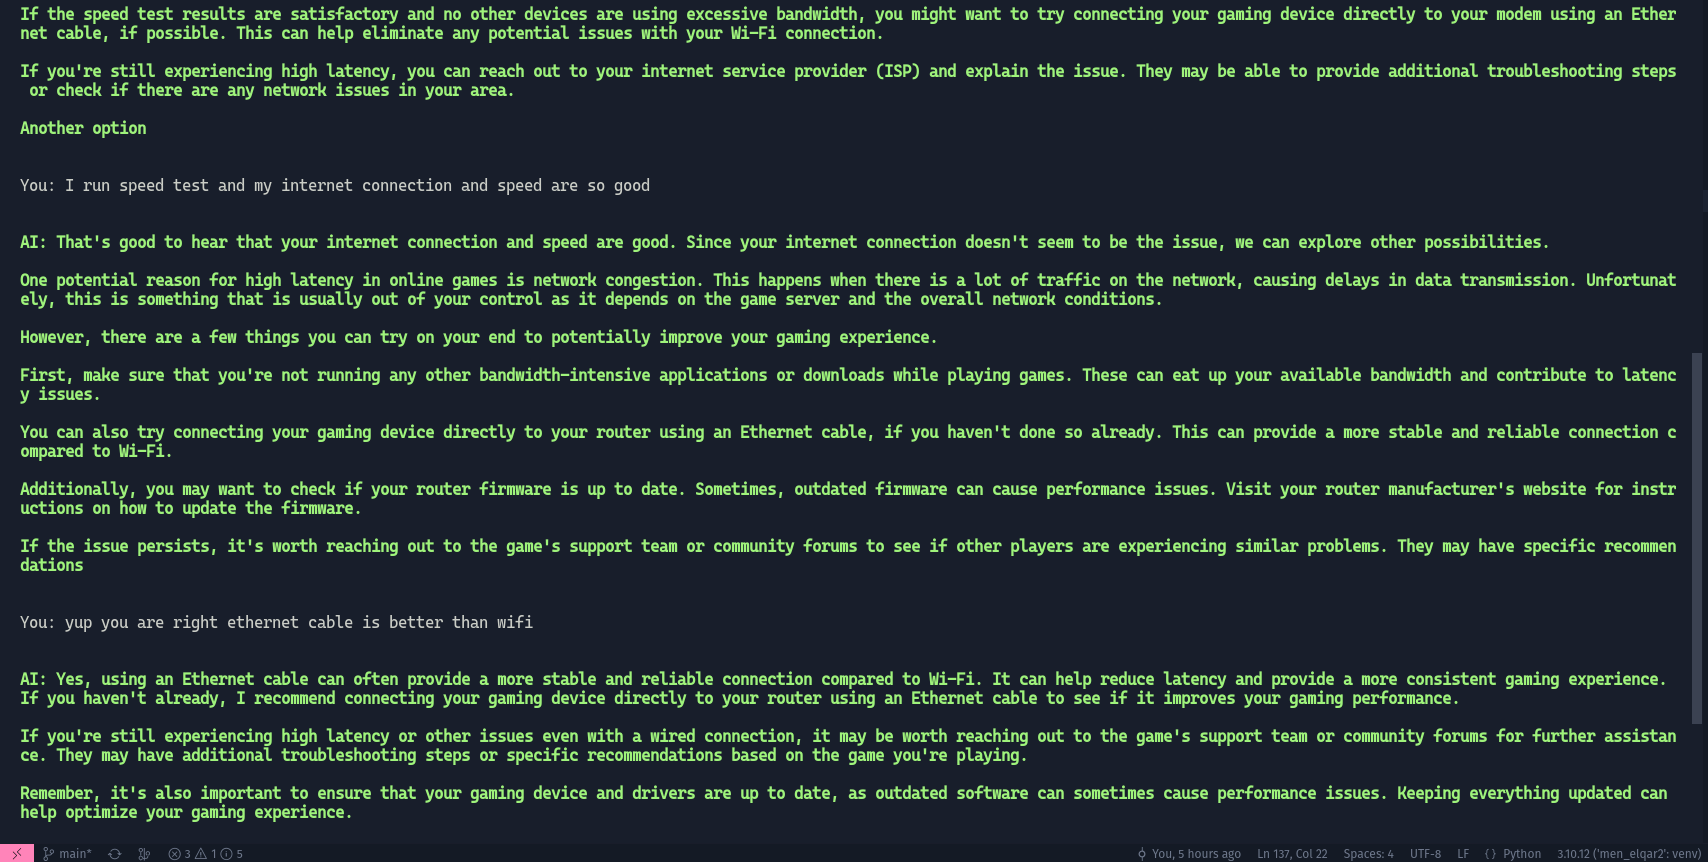 If the speed test results are satisfactory and no other devices are using excessive bandwidth, you might want to try connecting your gaming device directly to your modem using an Ether
net cable, if possible. This can help eliminate any potential issues with your Wi-Fi connection.
If you're still experiencing high latency, you can reach out to your internet service provider (ISP) and explain the issue. They may be able to provide additional troubleshooting steps
or check if there are any network issues in your area.
Another option
You: I run speed test and my internet connection and speed are so good
AI: That's good to hear that your internet connection and speed are good. Since your internet connection doesn't seem to be the issue, we can explore other possibilities.
One potential reason for high latency in online games is network congestion. This happens when there is a lot of traffic on the network, causing delays in data transmission. Unfortunat
ely, this is something that is usually out of your control as it depends on the game server and the overall network conditions.
However, there are a few things you can try on your end to potentially improve your gaming experience.
First, make sure that you're not running any other bandwidth-intensive applications or downloads while playing games. These can eat up your available bandwidth and contribute to latenc
y issues.
You can also try connecting your gaming device directly to your router using an Ethernet cable, if you haven't done so already. This can provide a more stable and reliable connection c
ompared to Wi-Fi.
Additionally, you may want to check if your router firmware is up to date. Sometimes, outdated firmware can cause performance issues. Visit your router manufacturer's website for instr
uctions on how to update the firmware.
If the issue persists, it's worth reaching out to the game's support team or community forums to see if other players are experiencing similar problems. They may have specific recommen
dations
You: yup you are right ethernet cable is better than wifi
AI: Yes, using an Ethernet cable can often provide a more stable and reliable connection compared to Wi-Fi. It can help reduce latency and provide a more consistent gaming experience.
If you haven't already, I recommend connecting your gaming device directly to your router using an Ethernet cable to see if it improves your gaming performance.
If you're still experiencing high latency or other issues even with a wired connection, it may be worth reaching out to the game's support team or community forums for further assistan
ce. They may have additional troubleshooting steps or specific recommendations based on the game you're playing.
Remember, it's also important to ensure that your gaming device and drivers are up to date, as outdated software can sometimes cause performance issues. Keeping everything updated can
help optimize your gaming experience.
main* 3 1 5 You, 5 hours ago Ln 137, Col 22 Spaces: 4 UTF-8 LF {} Python 3.10.12 ('men_elqar2': venv)